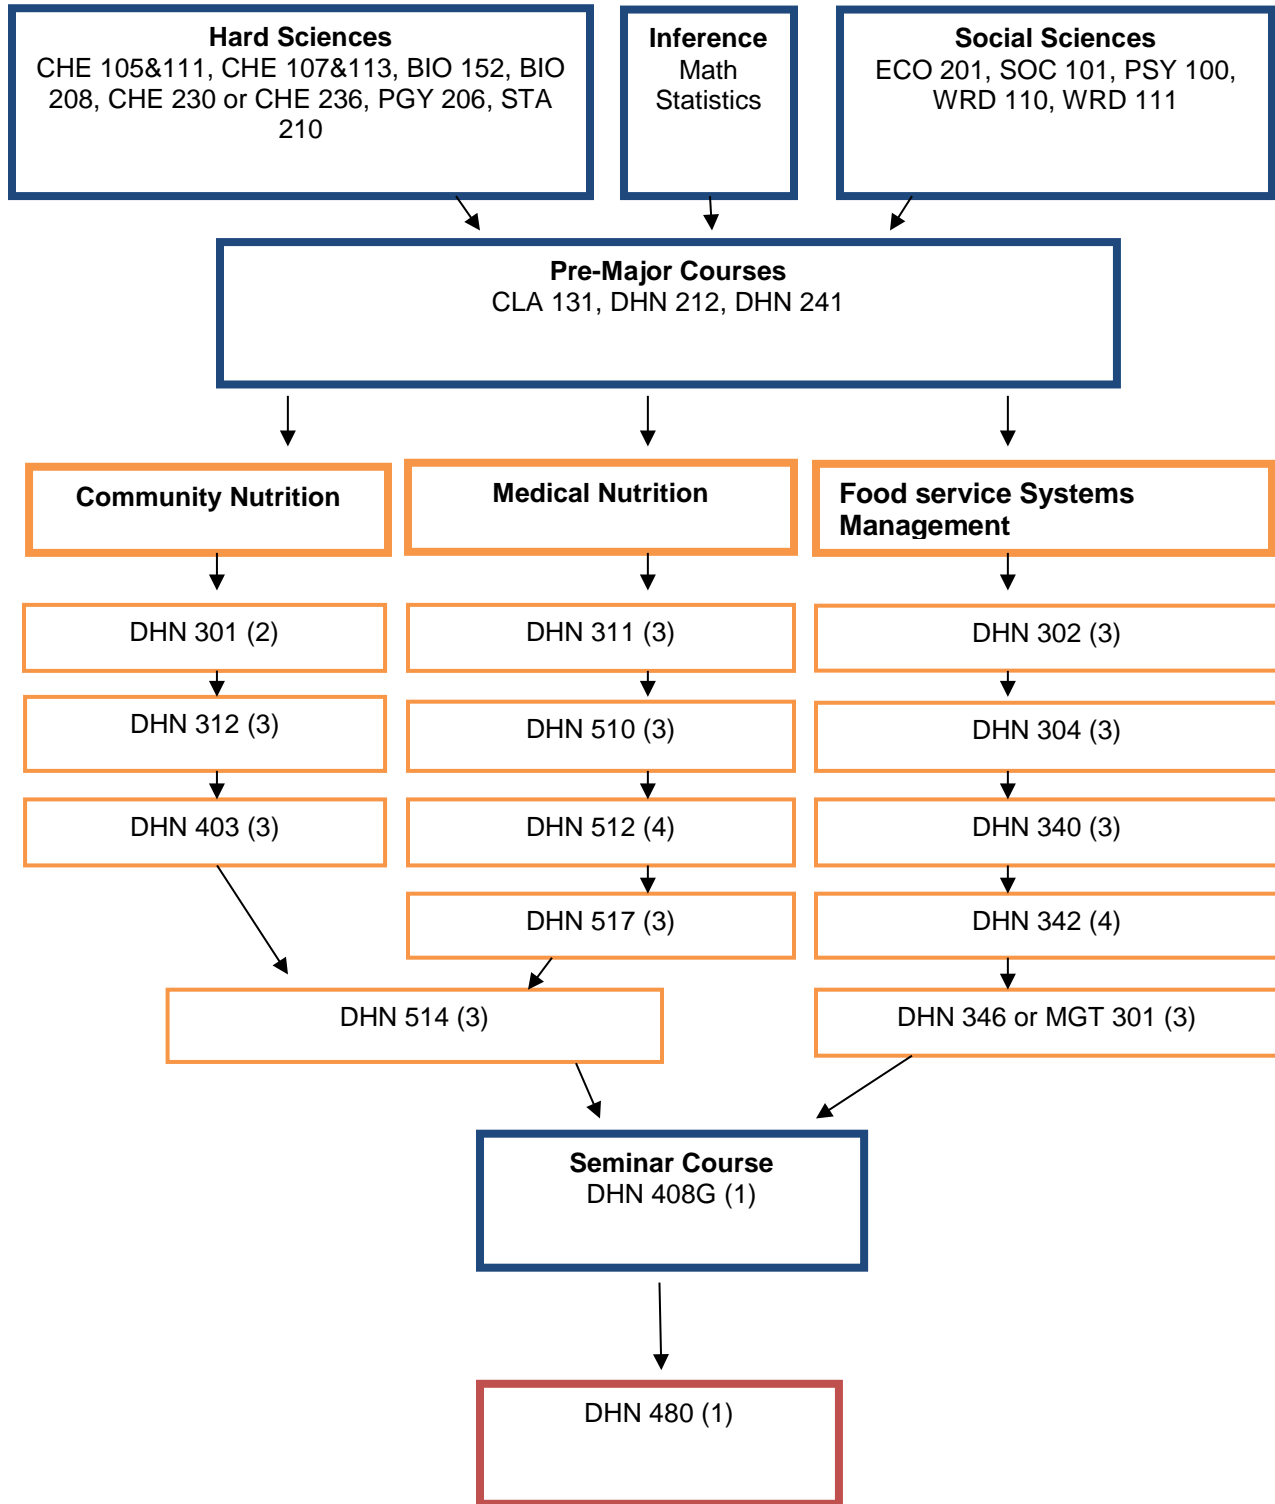 Hard Sciences
CHE 105&111, CHE 107&113, BIO 152, BIO
208, CHE 230 or CHE 236, PGY 206, STA
210
Inference
Math
Statistics
Social Sciences
ECO 201, SOC 101, PSY 100,
WRD 110, WRD 111
Pre-Major Courses
CLA 131, DHN 212, DHN 241
Community Nutrition
Medical Nutrition
Food service Systems
Management
DHN 301 (2)
DHN 311 (3)
DHN 302 (3)
DHN 312 (3)
DHN 510 (3)
DHN 304 (3)
DHN 403 (3)
DHN 512 (4)
DHN 340 (3)
DHN 517 (3)
DHN 342 (4)
DHN 514 (3)
DHN 346 or MGT 301 (3)
Seminar Course
DHN 408G (1)
DHN 480 (1)